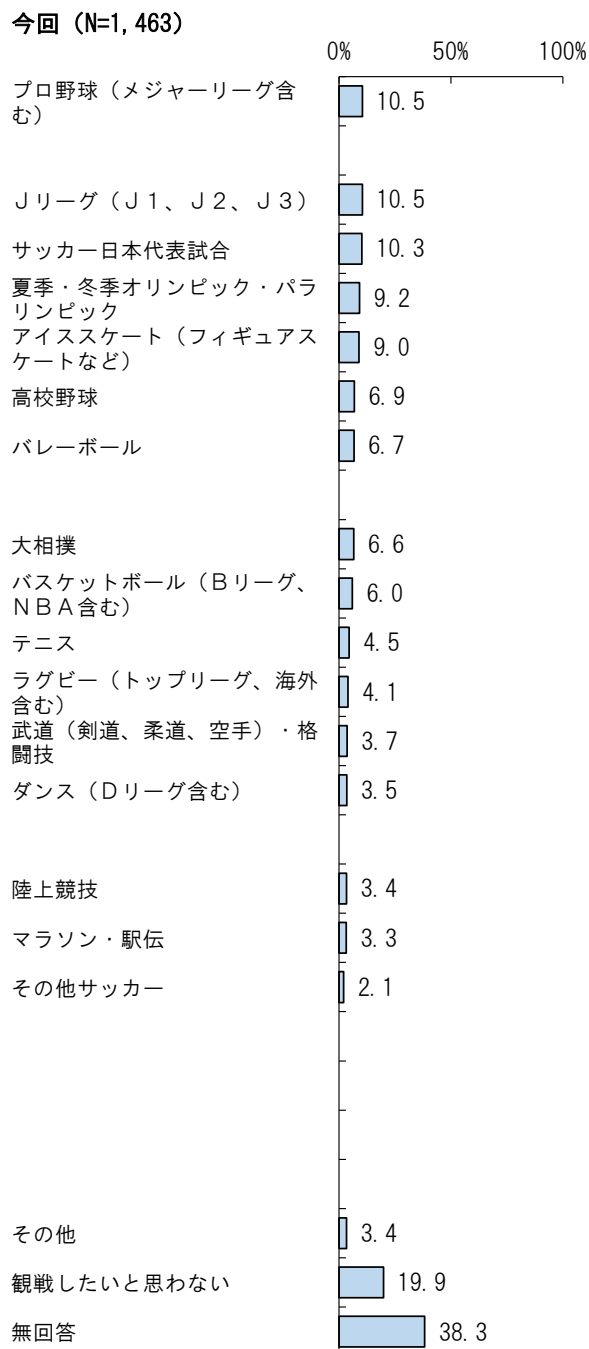 今回（N=1,463）
0% 50% 100%
プロ野球（メジャーリーグ含
む） 10.5
Ｊリーグ（Ｊ１、Ｊ２、Ｊ３） 10.5
サッカー日本代表試合 10.3
夏季・冬季オリンピック・パラ
リンピック 9.2
アイススケート（フィギュアス
ケートなど） 9.0
高校野球 6.9
バレーボール 6.7
大相撲 6.6
バスケットボール（Ｂリーグ、
ＮＢＡ含む） 6.0
テニス 4.5
ラグビー（トップリーグ、海外
含む） 4.1
武道（剣道、柔道、空手）・格
闘技 3.7
ダンス（Ｄリーグ含む） 3.5
陸上競技 3.4
マラソン・駅伝 3.3
その他サッカー 2.1
その他 3.4
観戦したいと思わない 19.9
無回答 38.3